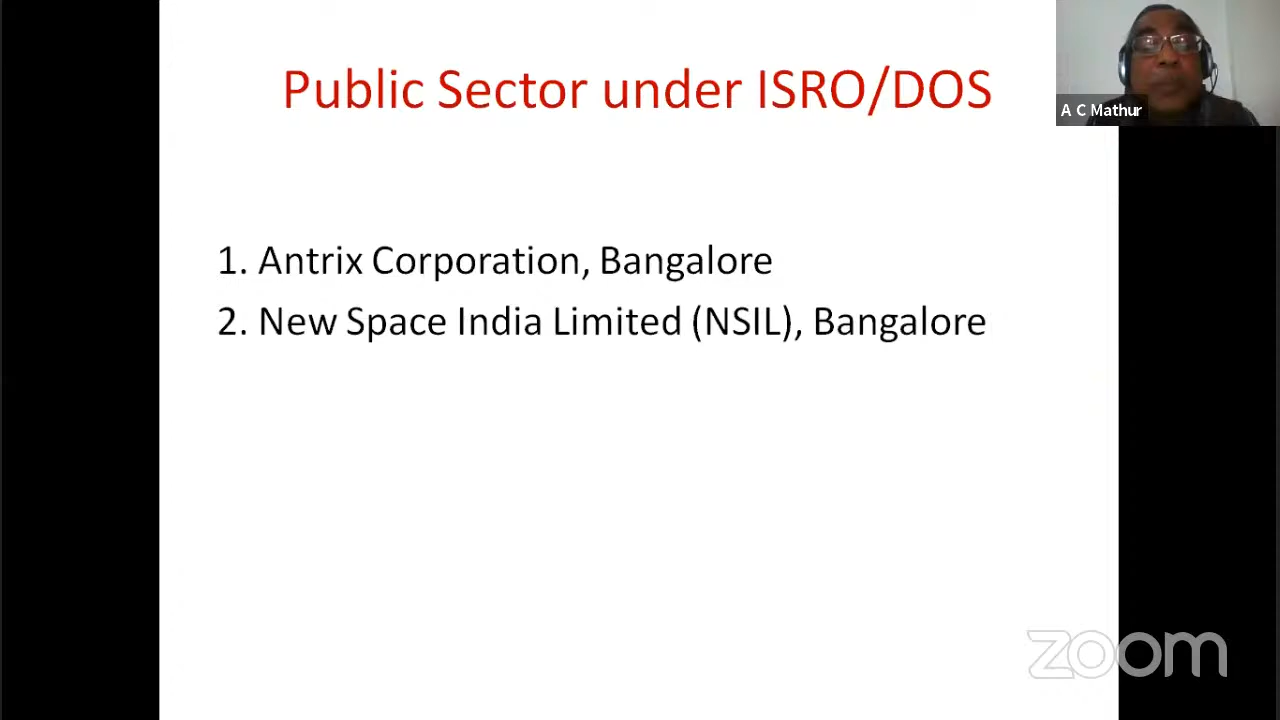 Public Sector under ISRO/DOS
A C Mathur
1. Antrix Corporation, Bangalore
2. New Space India Limited (NSIL), Bangalore
zoom